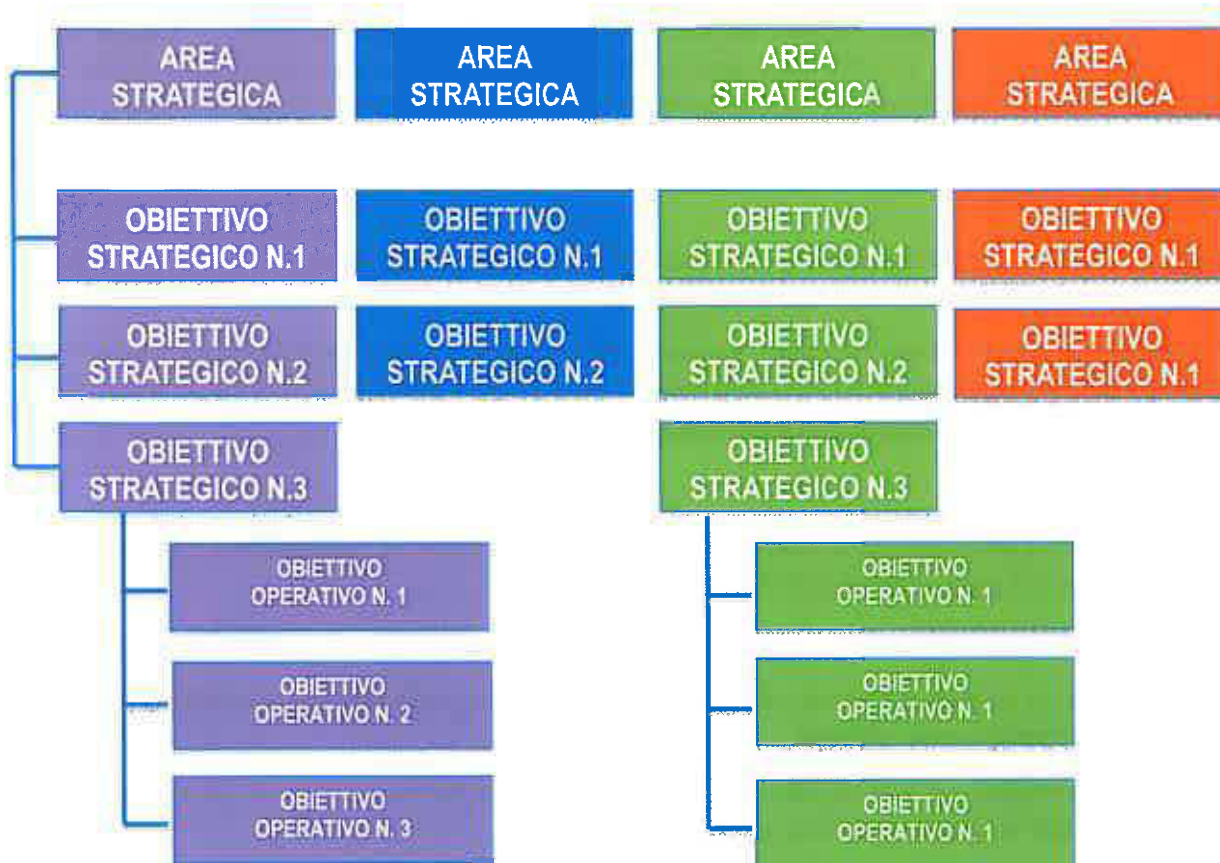 AREA
STRATEGICA
AREA
STRATEGICA
AREA
STRATEGICA
AREA
STRATEGICA
OBIETTIVO
STRATEGICO N.1
OBIETTIVO
STRATEGICO N.1
OBIETTIVO
STRATEGICO N.1
OBIETTIVO
STRATEGICO N.1
OBIETTIVO
STRATEGICO N.2
OBIETTIVO
STRATEGICO N.2
OBIETTIVO
STRATEGICO N.2
OBIETTIVO
STRATEGICO N.1
OBIETTIVO
STRATEGICO N.3
OBIETTIVO
STRATEGICO N.3
OBIETTIVO
OPERATIVO N. 1
OBIETTIVO
OPERATIVO N. 1
OBIETTIVO
OPERATIVO N. 2
OBIETTIVO
OPERATIVO N. 1
OBIETTIVO
OPERATIVO N. 3
OBIETTIVO
OPERATIVO N. 1